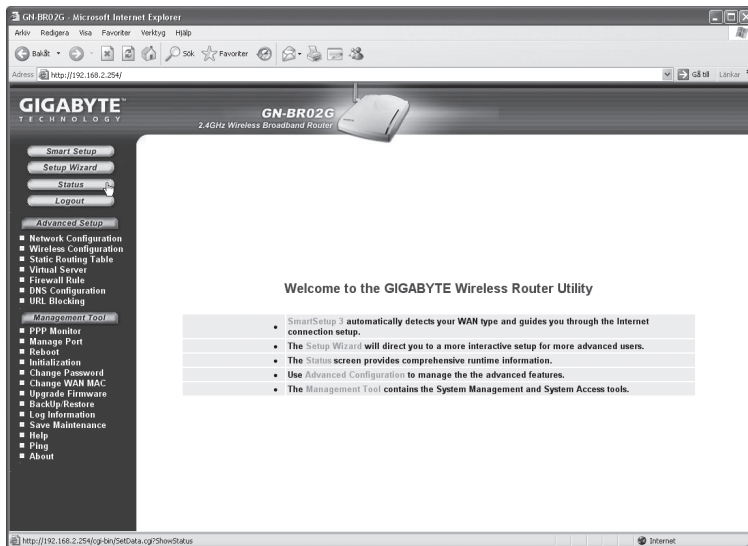 GN-BR02G - Microsoft Internet Explorer
Arkiv Redigera Visa Favoriter Verktyg Hjälp
Bakåt Sök Favoriter
Adress http://192.168.2.254/ Gå till Länkar
GIGABYTE™
TECHNOLOGY
GN-BR02G
2.4GHz Wireless Broadband Router
Smart Setup
Setup Wizard
Status
Logout
Advanced Setup
Network Configuration
Wireless Configuration
Static Routing Table
Virtual Server
Firewall Rule
DNS Configuration
URL Blocking
Management Tool
PPP Monitor
Manage Port
Reboot
Initialization
Change Password
Change WAN MAC
Upgrade Firmware
BackUp/Restore
Log Information
Save Maintenance
Help
Ping
About
Welcome to the GIGABYTE Wireless Router Utility
• SmartSetup 3 automatically detects your WAN type and guides you through the Internet
connection setup.
• The Setup Wizard will direct you to a more interactive setup for more advanced users.
• The Status screen provides comprehensive runtime information.
• Use Advanced Configuration to manage the the advanced features.
• The Management Tool contains the System Management and System Access tools.
http://192.168.2.254/cgi-bin/SetData.cgi?ShowStatus Internet